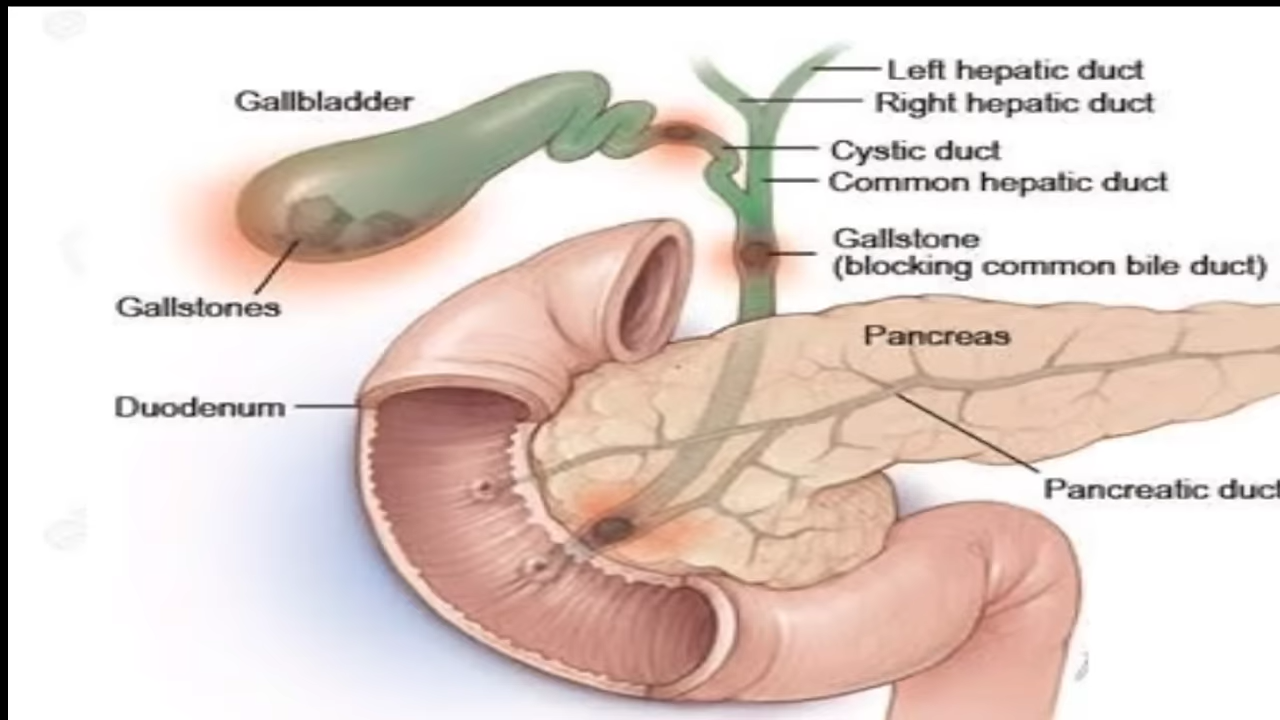 Left hepatic duct
Gallbladder
Right hepatic duct
Cystic duct
Common hepatic duct
Gallstone
(blocking common bile duct)
Gallstones
Pancreas
Duodenum
Pancreatic duct